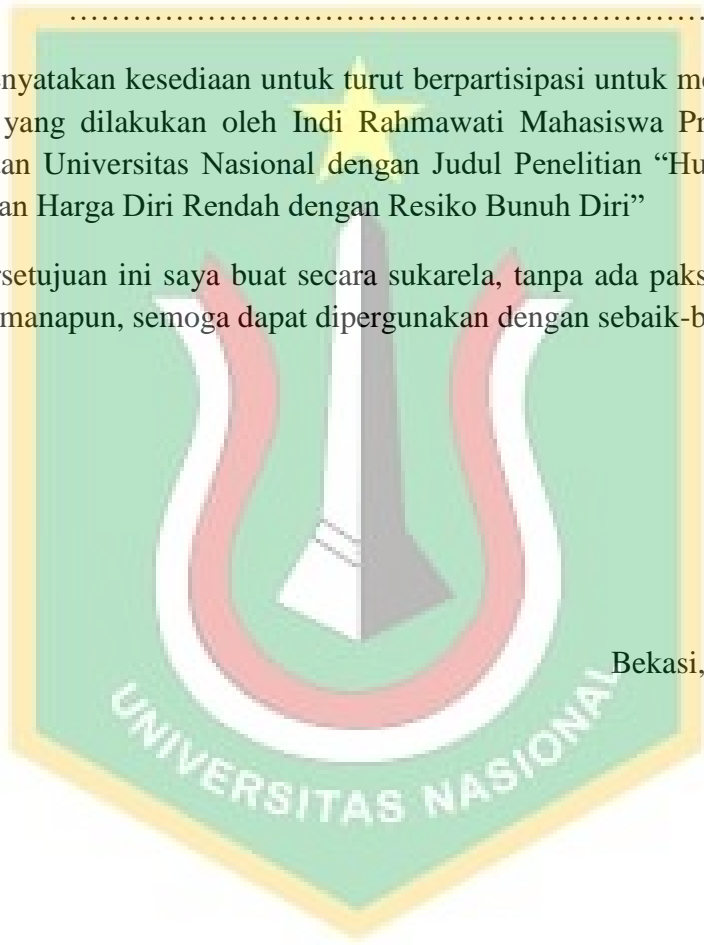 ……………………………………………………………
nyatakan kesediaan untuk turut berpartisipasi untuk me
yang dilakukan oleh Indi Rahmawati Mahasiswa Pr
an Universitas Nasional dengan Judul Penelitian “Hu
an Harga Diri Rendah dengan Resiko Bunuh Diri”
rsetujuan ini saya buat secara sukarela, tanpa ada paks
manapun, semoga dapat dipergunakan dengan sebaik-b
Bekasi,
UNIVERSITAS NASIONAL